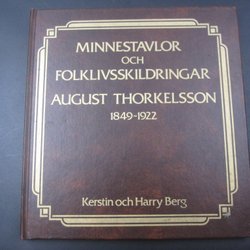 MINNESTAVLOR
OCH
FOLKLIVSSKILDRINGAR
AUGUST THORKELSSON
1849-1922
Kerstin och Harry Berg